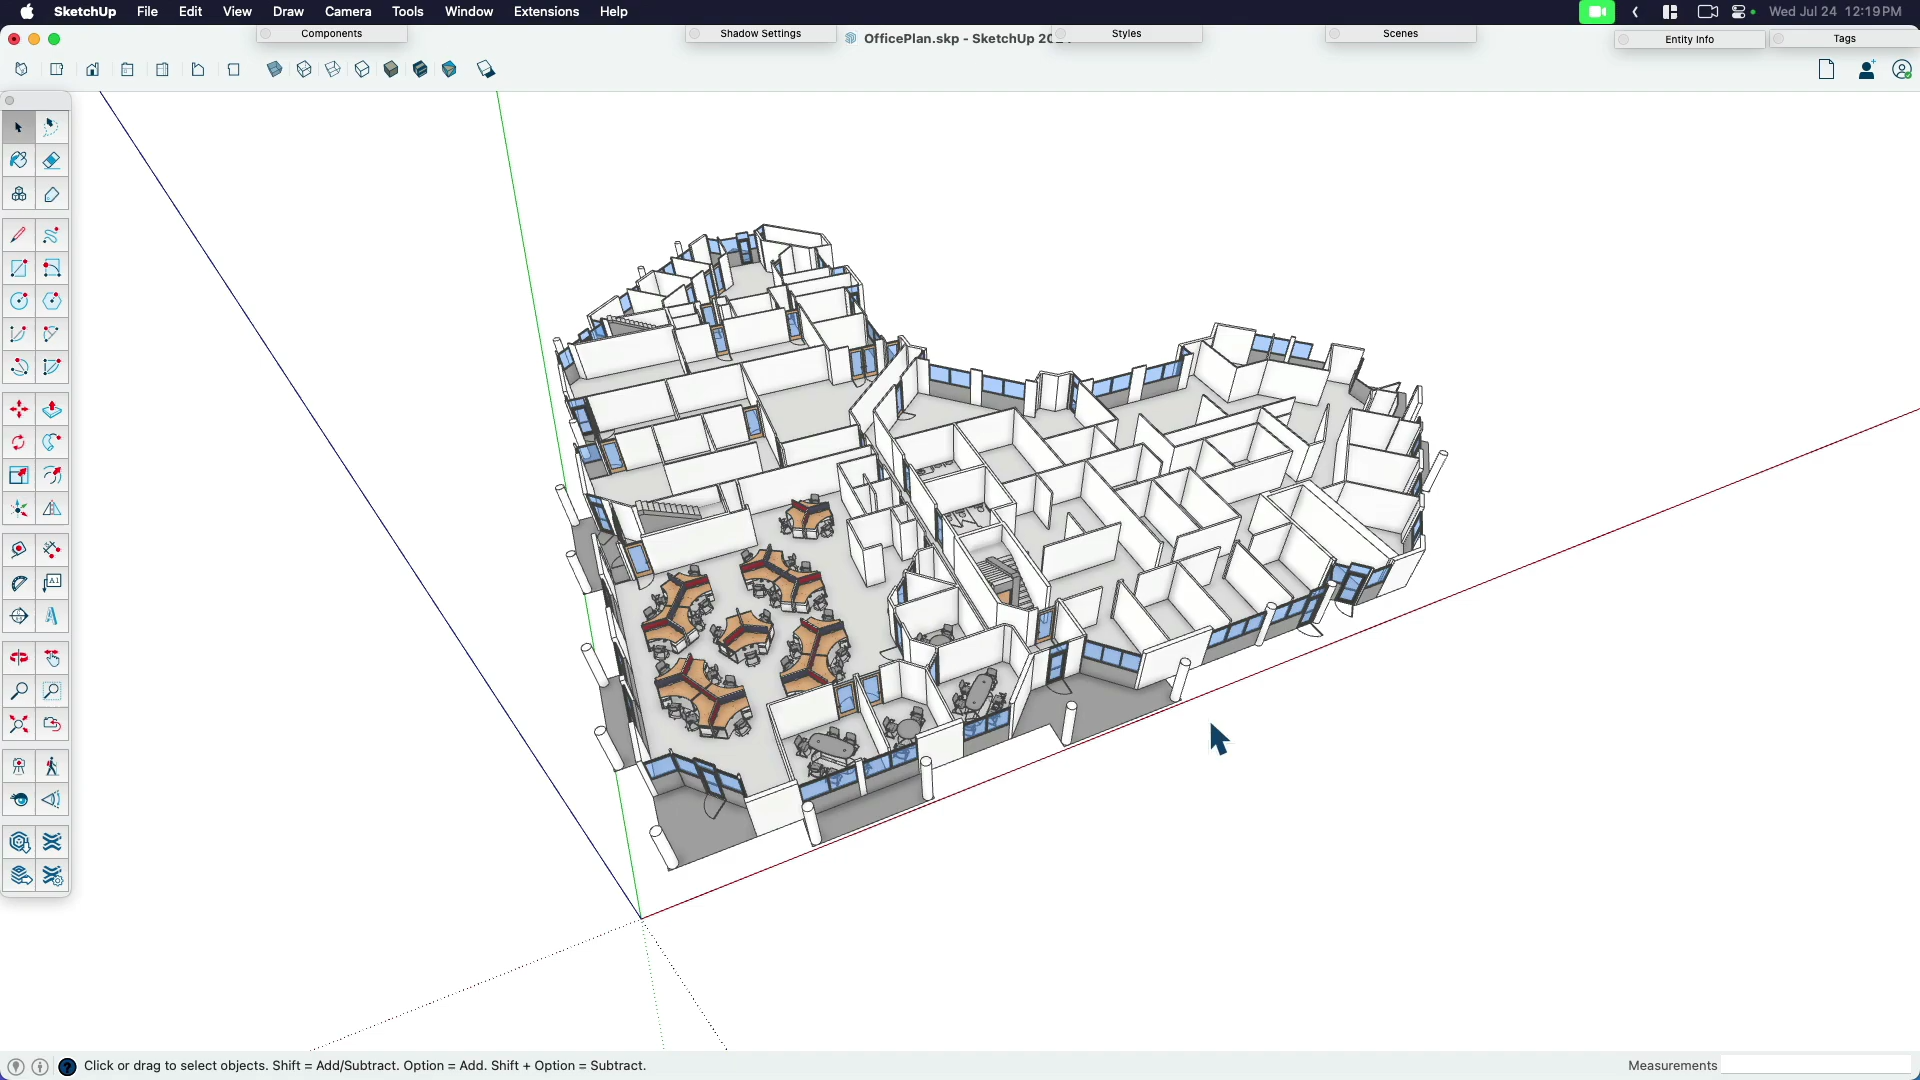 SketchUp File Edit View Draw Camera Tools Window Extensions Help Wed Jul 24 12:19 PM
Components Shadow Settings OfficePlan.skp - SketchUp 20 Styles Scenes Entity Info Tags
A1
Click or drag to select objects. Shift = Add/Subtract. Option = Add. Shift + Option = Subtract. Measurements